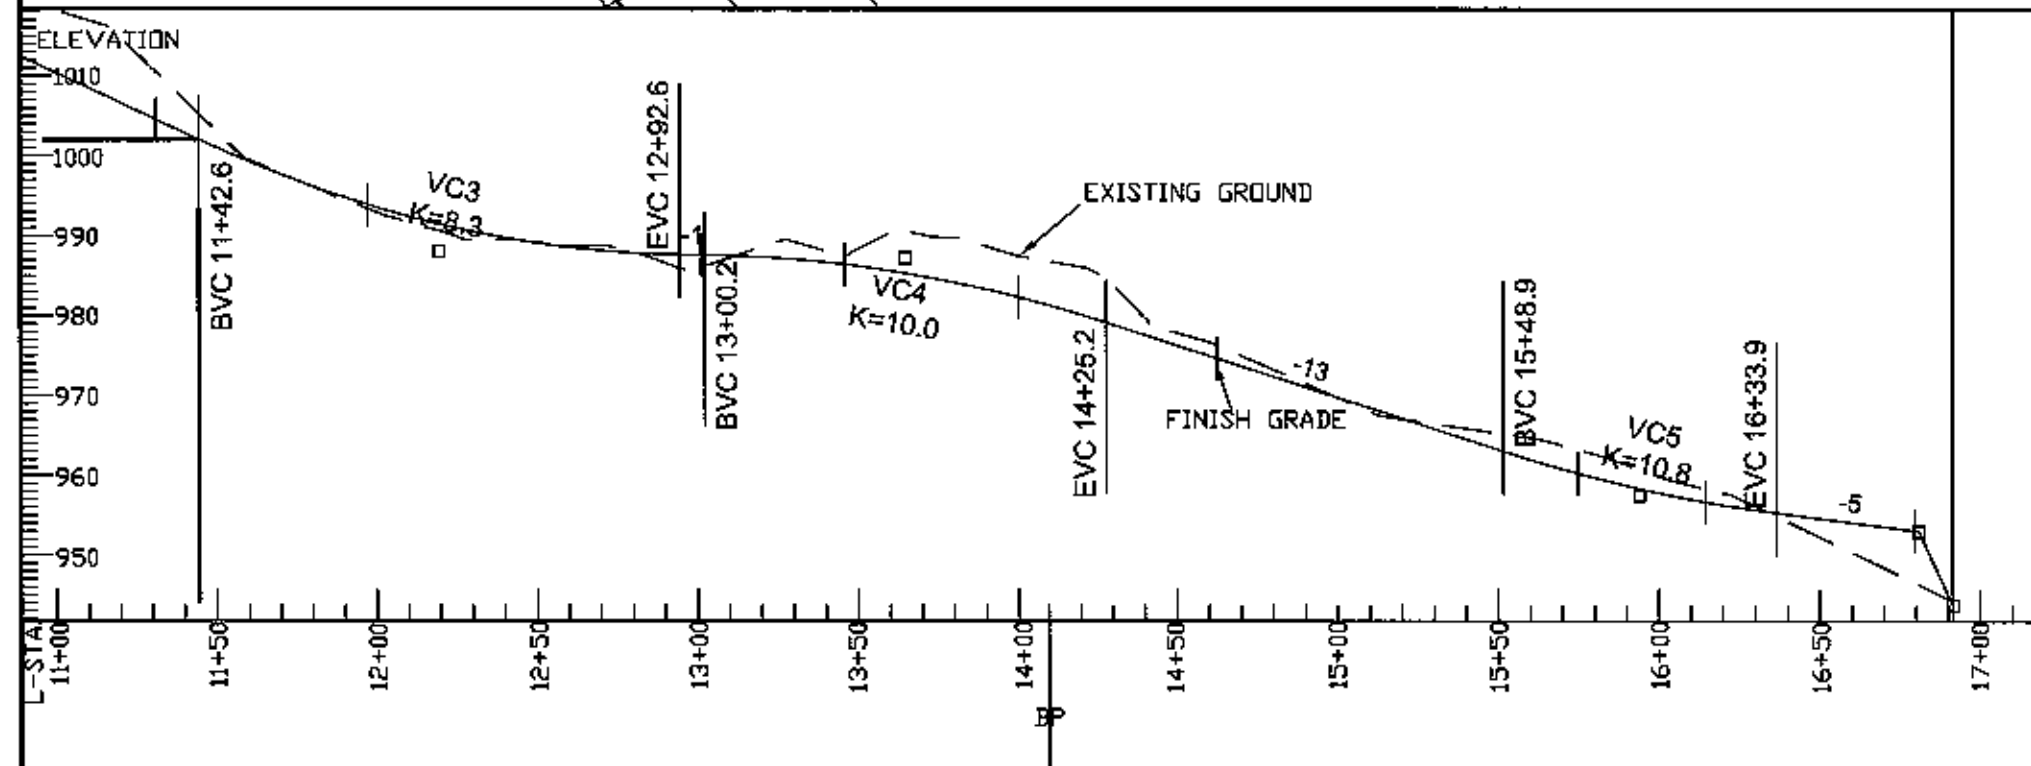 ELEVATION
1010
1000
990
980
970
960
950
BVC 11+42.6
VC3
K=8.3
EVC 12+92.6
-1
BVC 13+00.2
VC4
K=10.0
EXISTING GROUND
EVC 14+25.2
FINISH GRADE
-13
BVC 15+48.9
VC5
K=10.8
EVC 16+33.9
-5
L-STA
11+00
11+50
12+00
12+50
13+00
13+50
14+00
14+50
15+00
15+50
16+00
16+50
17+00